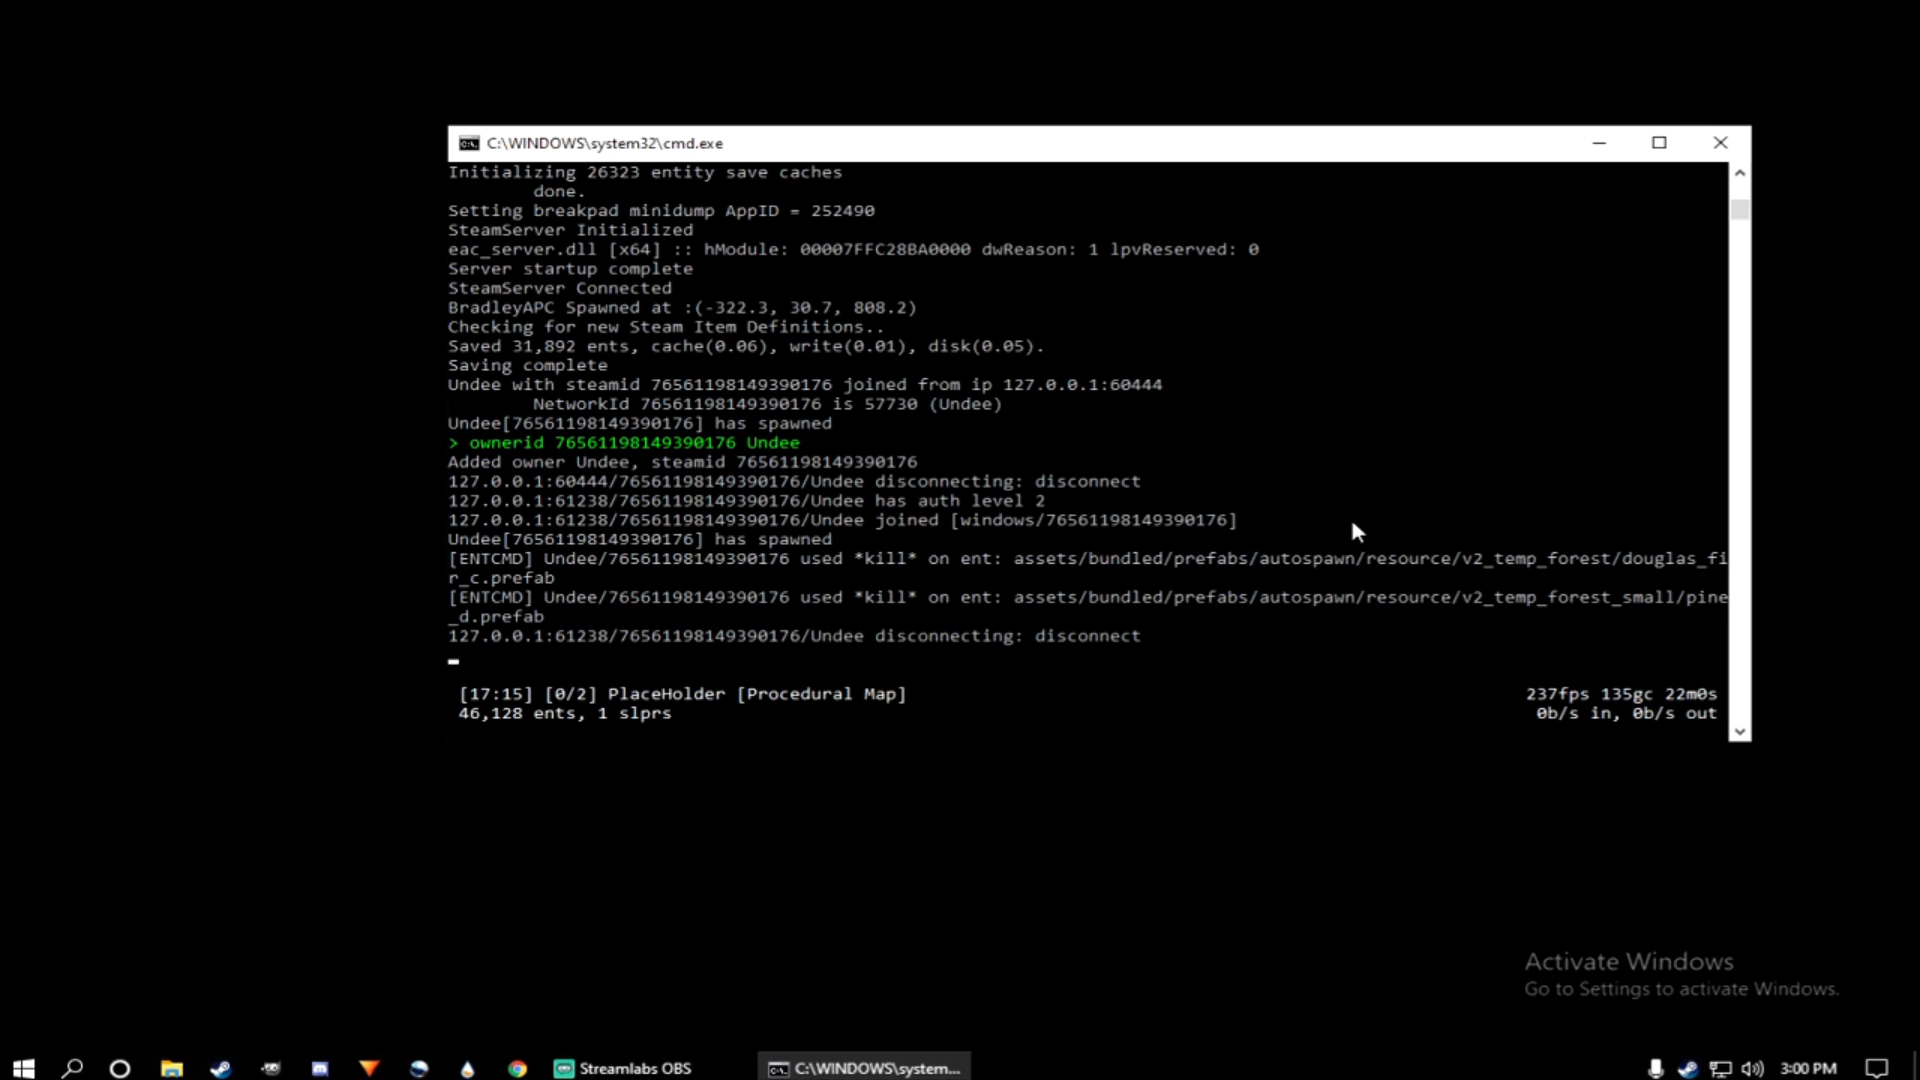 C:\WINDOWS\system32\cmd.exe
Initializing 26323 entity save caches
done.
Setting breakpad minidump AppID = 252490
SteamServer Initialized
eac_server.dll [x64] :: hModule: 00007FFC28BA0000 dwReason: 1 lpvReserved: 0
Server startup complete
SteamServer Connected
BradleyAPC Spawned at :(-322.3, 30.7, 808.2)
Checking for new Steam Item Definitions..
Saved 31,892 ents, cache(0.06), write(0.01), disk(0.05).
Saving complete
Undee with steamid 76561198149390176 joined from ip 127.0.0.1:60444
NetworkId 76561198149390176 is 57730 (Undee)
Undee[76561198149390176] has spawned
> ownerid 76561198149390176 Undee
Added owner Undee, steamid 76561198149390176
127.0.0.1:60444/76561198149390176/Undee disconnecting: disconnect
127.0.0.1:61238/76561198149390176/Undee has auth level 2
127.0.0.1:61238/76561198149390176/Undee joined [windows/76561198149390176]
Undee[76561198149390176] has spawned
[ENTCMD] Undee/76561198149390176 used *kill* on ent: assets/bundled/prefabs/autospawn/resource/v2_temp_forest/douglas_fi
r_c.prefab
[ENTCMD] Undee/76561198149390176 used *kill* on ent: assets/bundled/prefabs/autospawn/resource/v2_temp_forest_small/pine
_d.prefab
127.0.0.1:61238/76561198149390176/Undee disconnecting: disconnect
[17:15] [0/2] PlaceHolder [Procedural Map] 237fps 135gc 22m0s
46,128 ents, 1 slprs 0b/s in, 0b/s out
Activate Windows
Go to Settings to activate Windows.
Streamlabs OBS C:\WINDOWS\system... 3:00 PM